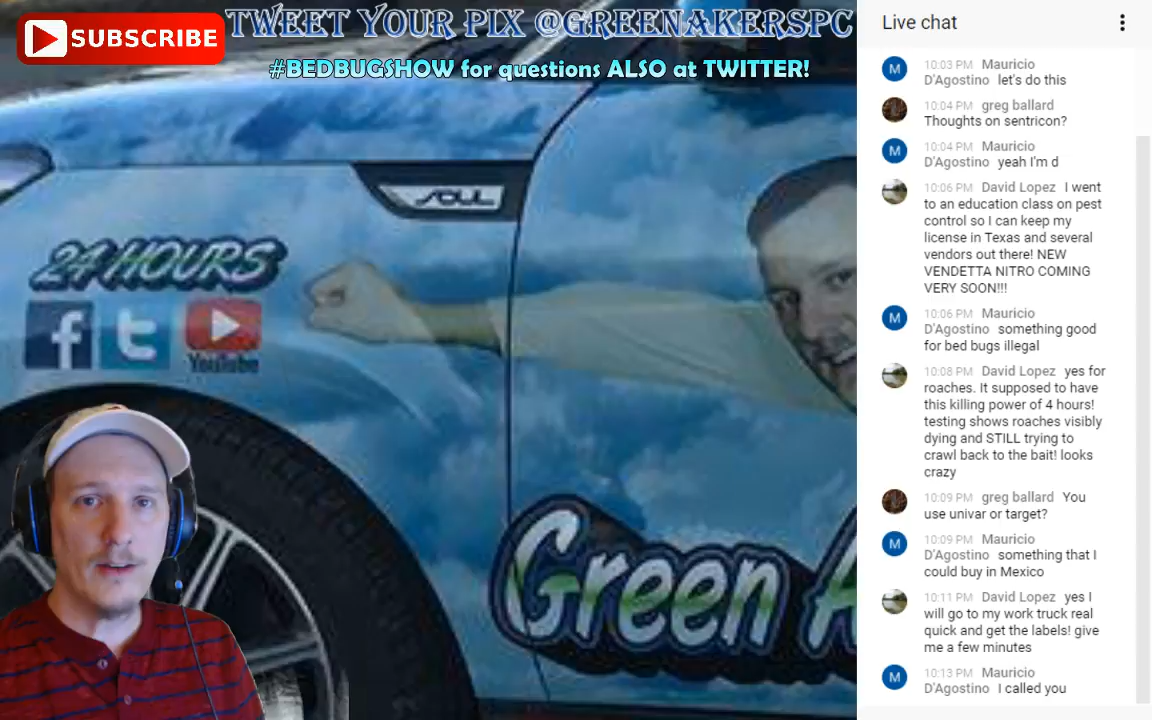 TWEET YOUR PIX @GREENAKERSPC
SUBSCRIBE
#BEDBUGSHOW for questions ALSO at TWITTER!
SOUL
24 HOURS
f
t
YouTube
Green A
Live chat
M
10:03 PM Mauricio
D'Agostino let's do this
10:04 PM greg ballard
Thoughts on sentricon?
M
10:04 PM Mauricio
D'Agostino yeah I'm d
10:06 PM David Lopez I went
to an education class on pest
control so I can keep my
license in Texas and several
vendors out there! NEW
VENDETTA NITRO COMING
VERY SOON!!!
M
10:06 PM Mauricio
D'Agostino something good
for bed bugs illegal
10:08 PM David Lopez yes for
roaches. It supposed to have
this killing power of 4 hours!
testing shows roaches visibly
dying and STILL trying to
crawl back to the bait! looks
crazy
10:09 PM greg ballard You
use univar or target?
M
10:09 PM Mauricio
D'Agostino something that I
could buy in Mexico
10:11 PM David Lopez yes I
will go to my work truck real
quick and get the labels! give
me a few minutes
M
10:13 PM Mauricio
D'Agostino I called you